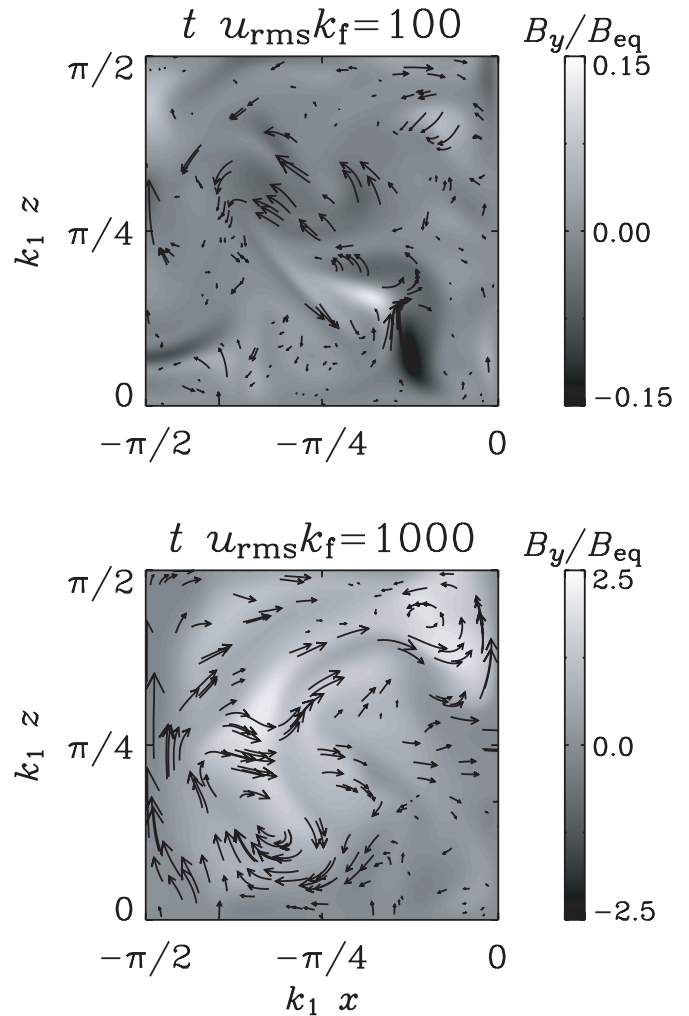 t u_rms k_f=100 B_y/B_eq
π/2 0.15
k_1 z π/4 0.00
0 −0.15
−π/2 −π/4 0
t u_rms k_f=1000 B_y/B_eq
π/2 2.5
k_1 z π/4 0.0
0 −2.5
−π/2 −π/4 0
k_1 x